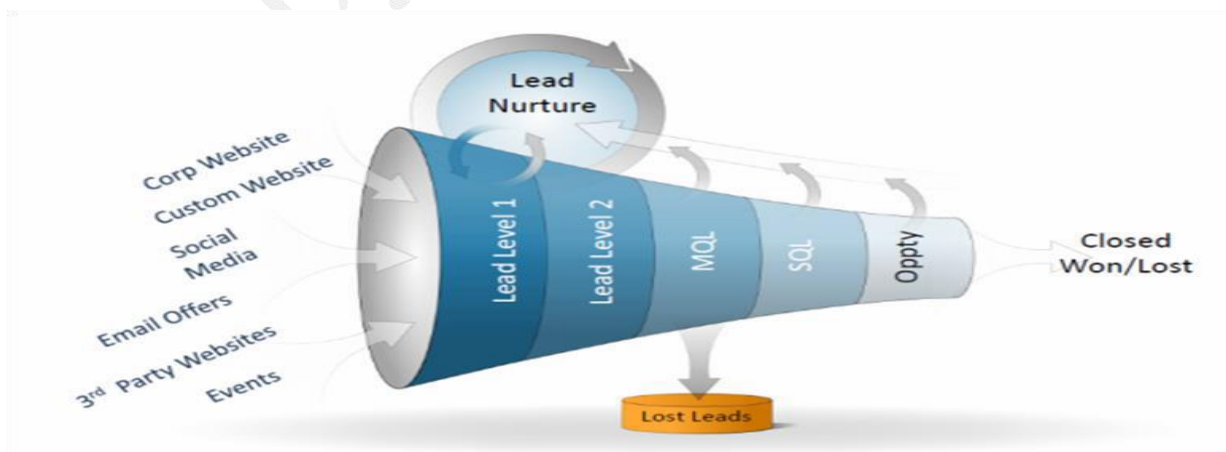 Lead
Nurture
Corp Website
Custom Website
Social
Media
Email Offers
3rd Party Websites
Events
Lead Level 1
Lead Level 2
MQL
SQL
Oppty
Closed
Won/Lost
Lost Leads